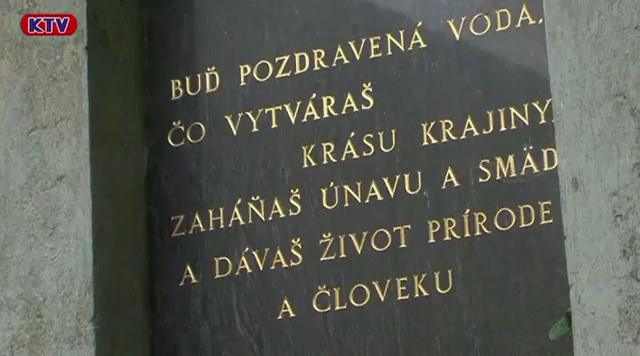 KTV
BUĎ POZDRAVENÁ VODA,
ČO VYTVÁRAŠ
KRÁSU KRAJINY,
ZAHÁŇAŠ ÚNAVU A SMÄD
A DÁVAŠ ŽIVOT PRÍRODE
A ČLOVEKU